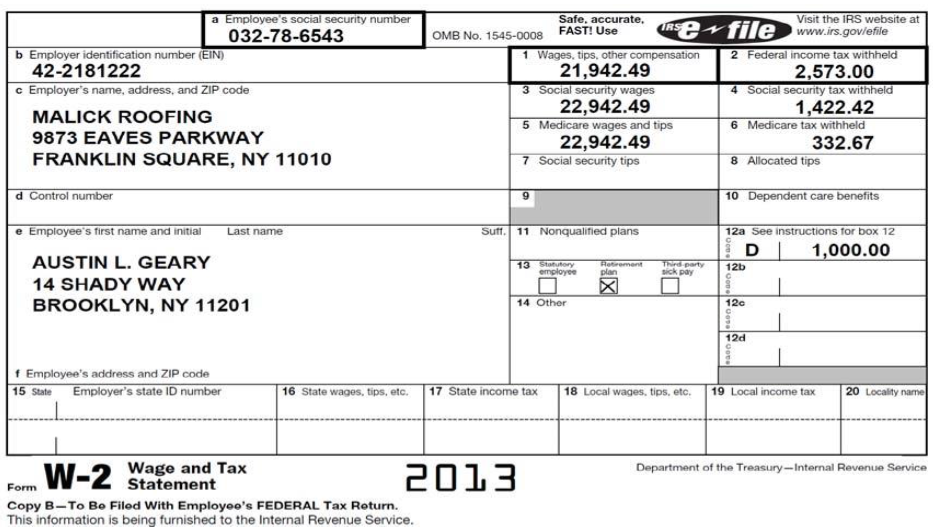 a Employee's social security number
032-78-6543
OMB No. 1545-0008
Safe, accurate,
FAST! Use
IRS e~file
Visit the IRS website at
www.irs.gov/efile
b Employer identification number (EIN)
42-2181222
1 Wages, tips, other compensation
21,942.49
2 Federal income tax withheld
2,573.00
c Employer's name, address, and ZIP code
MALICK ROOFING
9873 EAVES PARKWAY
FRANKLIN SQUARE, NY 11010
3 Social security wages
22,942.49
4 Social security tax withheld
1,422.42
5 Medicare wages and tips
22,942.49
6 Medicare tax withheld
332.67
7 Social security tips
8 Allocated tips
d Control number
9
10 Dependent care benefits
e Employee's first name and initial Last name Suff.
AUSTIN L. GEARY
14 SHADY WAY
BROOKLYN, NY 11201
11 Nonqualified plans
12a See instructions for box 12
Code
D 1,000.00
13 Statutory employee Retirement plan Third-party sick pay
12b
Code
14 Other
12c
Code
12d
Code
f Employee's address and ZIP code
15 State Employer's state ID number
16 State wages, tips, etc.
17 State income tax
18 Local wages, tips, etc.
19 Local income tax
20 Locality name
Form W-2 Wage and Tax
Statement
2013
Department of the Treasury—Internal Revenue Service
Copy B—To Be Filed With Employee's FEDERAL Tax Return.
This information is being furnished to the Internal Revenue Service.